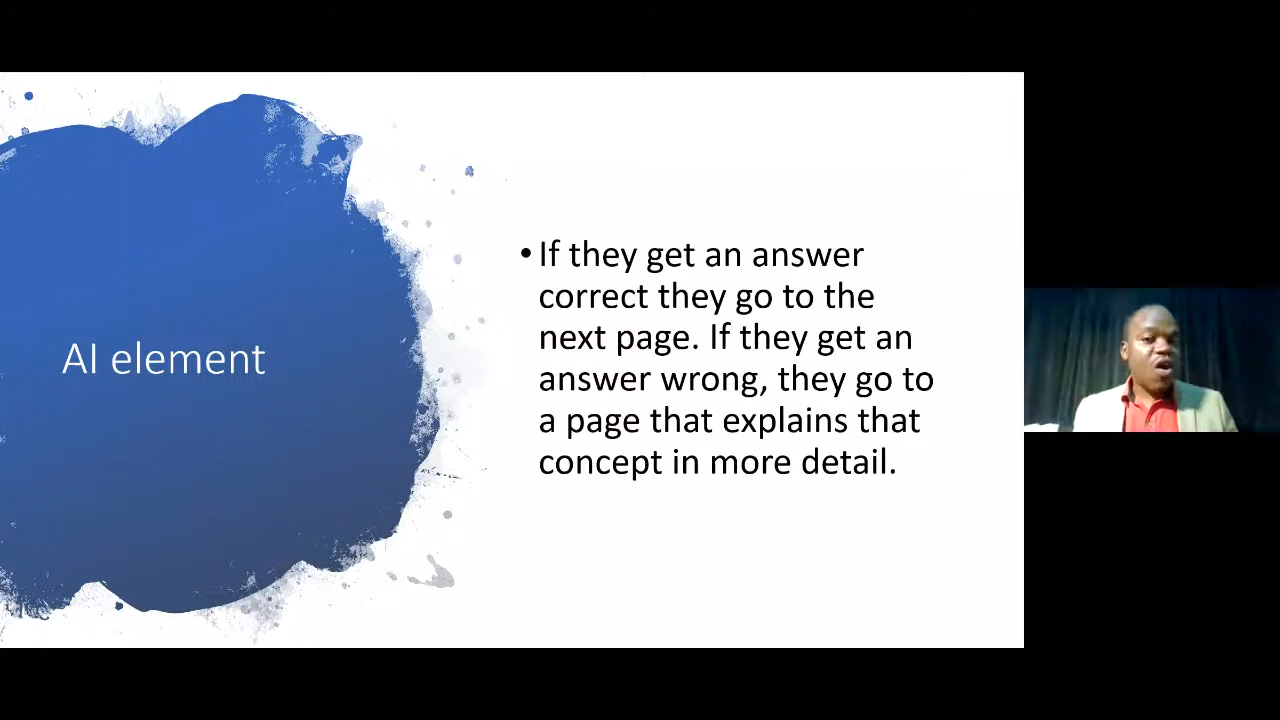 AI element
• If they get an answer
correct they go to the
next page. If they get an
answer wrong, they go to
a page that explains that
concept in more detail.